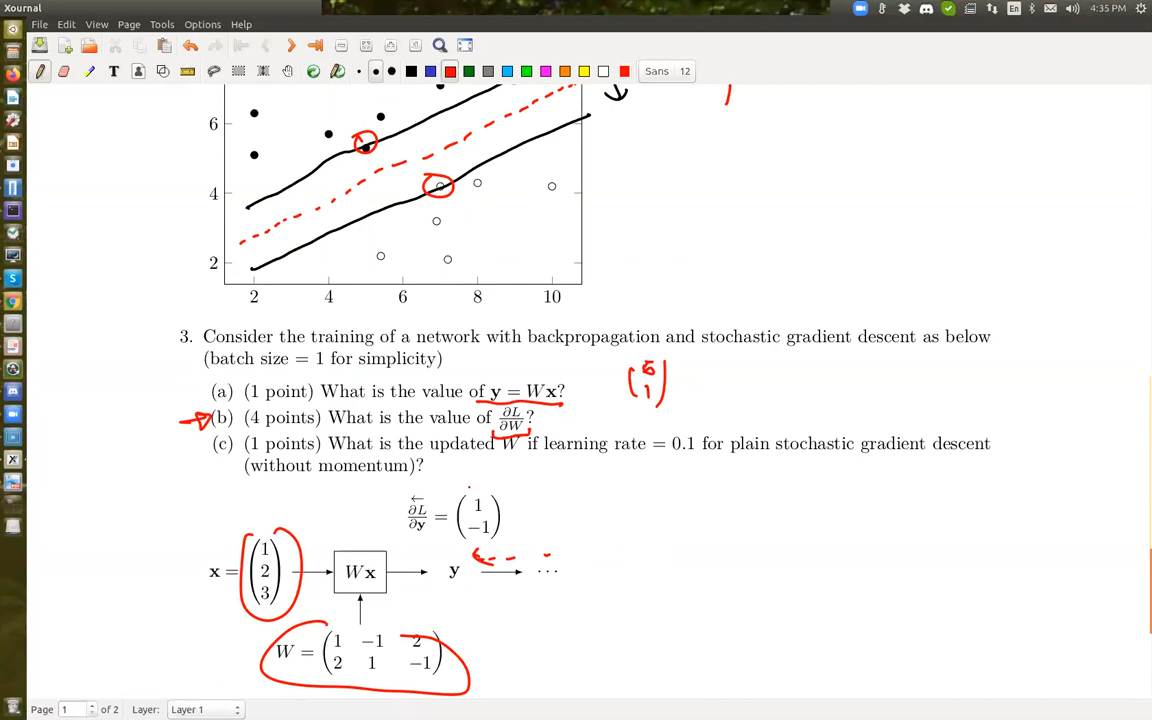 Xournal
En
4:35 PM
File Edit View Page Tools Options Help
T
Sans 12
6
4
2
2 4 6 8 10
3. Consider the training of a network with backpropagation and stochastic gradient descent as below
(batch size = 1 for simplicity)
(a) (1 point) What is the value of y = Wx?
(5
1)
(b) (4 points) What is the value of ∂L/∂W?
(c) (1 points) What is the updated W if learning rate = 0.1 for plain stochastic gradient descent
(without momentum)?
←
∂L/∂y = (1
−1)
x = (1
2
3)
Wx
y
...
W = (1 −1 2
2 1 −1)
Page 1 of 2 Layer: Layer 1